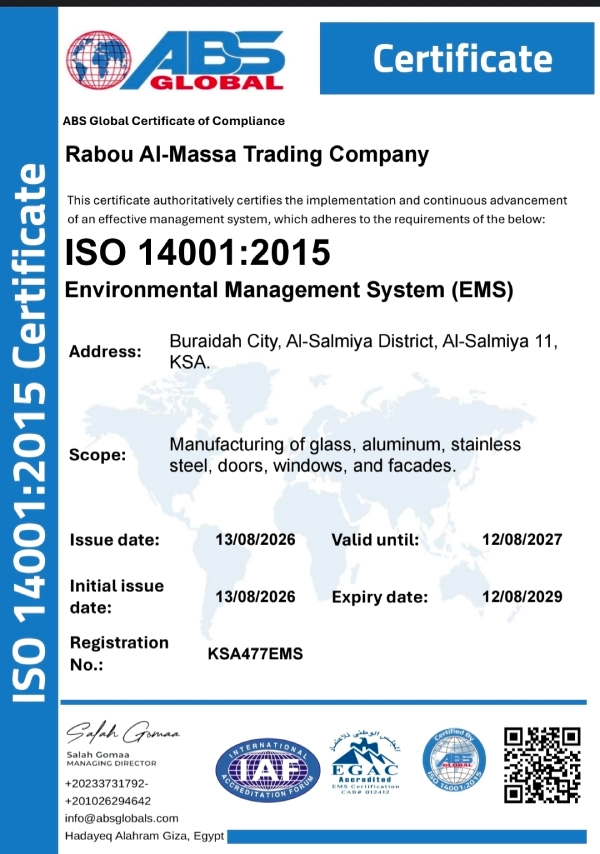 ABS
GLOBAL
Certificate
ISO 14001:2015 Certificate
ABS Global Certificate of Compliance
Rabou Al-Massa Trading Company
This certificate authoritatively certifies the implementation and continuous advancement
of an effective management system, which adheres to the requirements of the below:
ISO 14001:2015
Environmental Management System (EMS)
Address:
Buraidah City, Al-Salmiya District, Al-Salmiya 11,
KSA.
Scope:
Manufacturing of glass, aluminum, stainless
steel, doors, windows, and facades.
Issue date: 13/08/2026 Valid until: 12/08/2027
Initial issue
date: 13/08/2026 Expiry date: 12/08/2029
Registration
No.: KSA477EMS
Salah Gomaa
Salah Gomaa
MANAGING DIRECTOR
+20233731792-
+201026294642
info@absglobals.com
Hadayeq Alahram Giza, Egypt
INTERNATIONAL
IAF
ACCREDITATION FORUM
EGAC
Accredited
EMS Certification
CAB# 012412
Certified By
ABS
GLOBAL
ISO 14001:2015